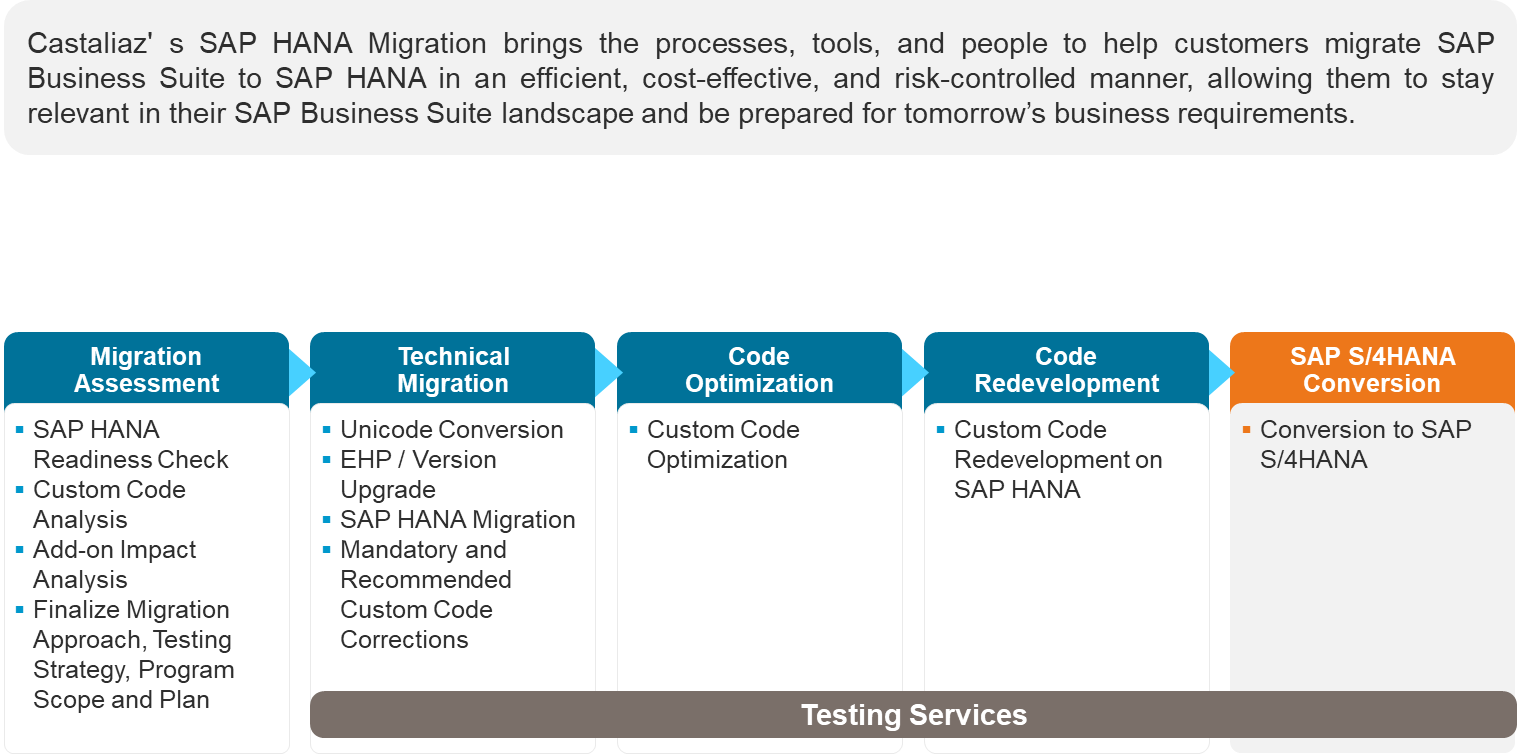 Castaliaz' s SAP HANA Migration brings the processes, tools, and people to help customers migrate SAP
Business Suite to SAP HANA in an efficient, cost-effective, and risk-controlled manner, allowing them to stay
relevant in their SAP Business Suite landscape and be prepared for tomorrow’s business requirements.
Migration
Assessment
▪ SAP HANA
Readiness Check
▪ Custom Code
Analysis
▪ Add-on Impact
Analysis
▪ Finalize Migration
Approach, Testing
Strategy, Program
Scope and Plan
Technical
Migration
▪ Unicode Conversion
▪ EHP / Version
Upgrade
▪ SAP HANA Migration
▪ Mandatory and
Recommended
Custom Code
Corrections
Code
Optimization
▪ Custom Code
Optimization
Code
Redevelopment
▪ Custom Code
Redevelopment on
SAP HANA
SAP S/4HANA
Conversion
▪ Conversion to SAP
S/4HANA
Testing Services